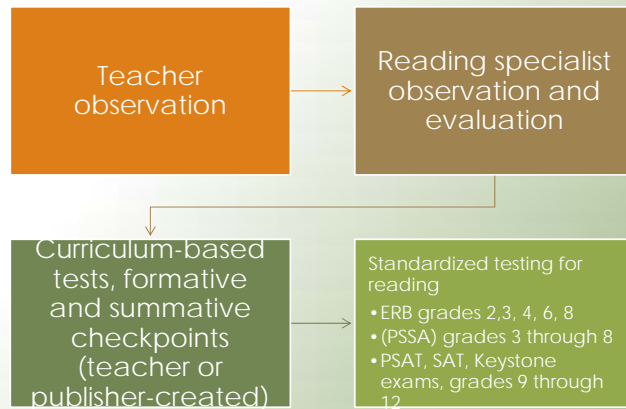 Teacher
observation
Reading specialist
observation and
evaluation
Curriculum-based
tests, formative
and summative
checkpoints
(teacher or
publisher-created)
Standardized testing for
reading
•ERB grades 2,3, 4, 6, 8
•(PSSA) grades 3 through 8
•PSAT, SAT, Keystone
exams, grades 9 through
12